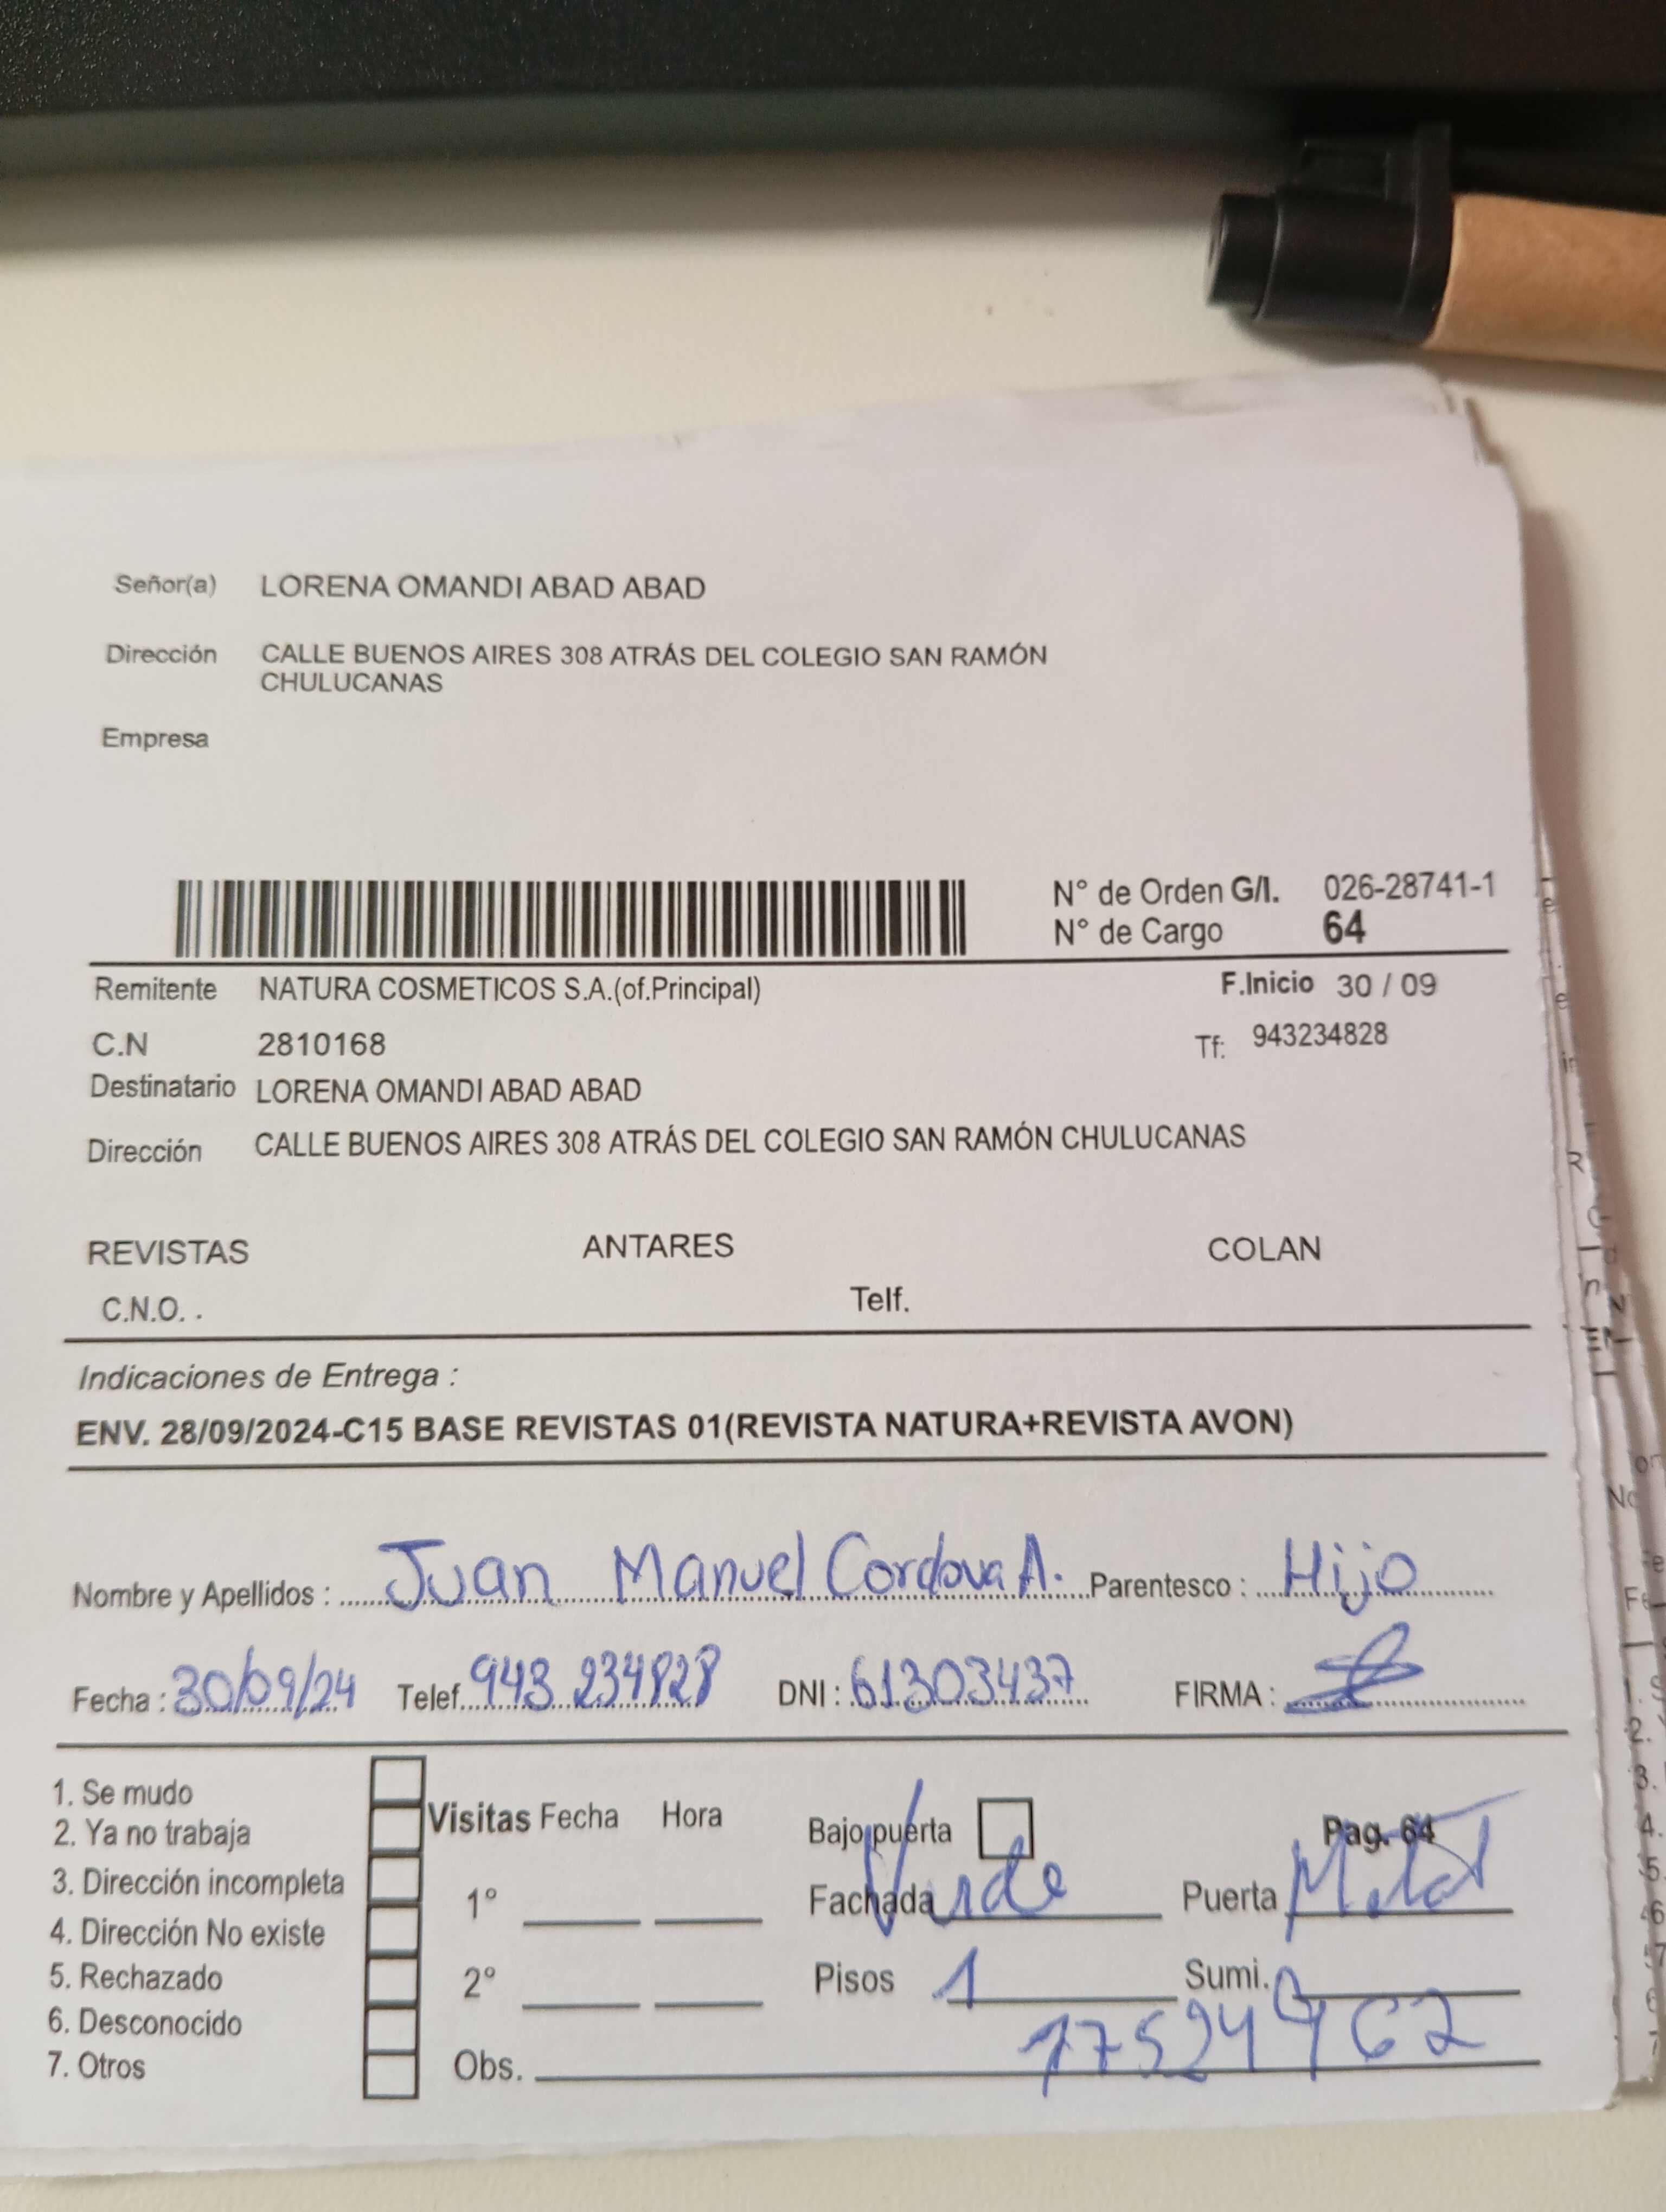 Señor(a) LORENA OMANDI ABAD ABAD
Dirección CALLE BUENOS AIRES 308 ATRÁS DEL COLEGIO SAN RAMÓN
CHULUCANAS
Empresa
N° de Orden G/I. 026-28741-1
N° de Cargo 64
Remitente NATURA COSMETICOS S.A.(of.Principal) F.Inicio 30 / 09
C.N 2810168 Tf: 943234828
Destinatario LORENA OMANDI ABAD ABAD
Dirección CALLE BUENOS AIRES 308 ATRÁS DEL COLEGIO SAN RAMÓN CHULUCANAS
REVISTAS ANTARES COLAN
C.N.O. . Telf.
Indicaciones de Entrega :
ENV. 28/09/2024-C15 BASE REVISTAS 01(REVISTA NATURA+REVISTA AVON)
Nombre y Apellidos : Juan Manuel Cordova A. Parentesco : Hijo
Fecha : 30/09/24 Telef. 943 234828 DNI : 61303437 FIRMA :
1. Se mudo
2. Ya no trabaja
3. Dirección incompleta
4. Dirección No existe
5. Rechazado
6. Desconocido
7. Otros
Visitas Fecha Hora
1°
2°
Bajo puerta Pag. 64
Fachada Verde Puerta Metal
Pisos 1 Sumi.
Obs.